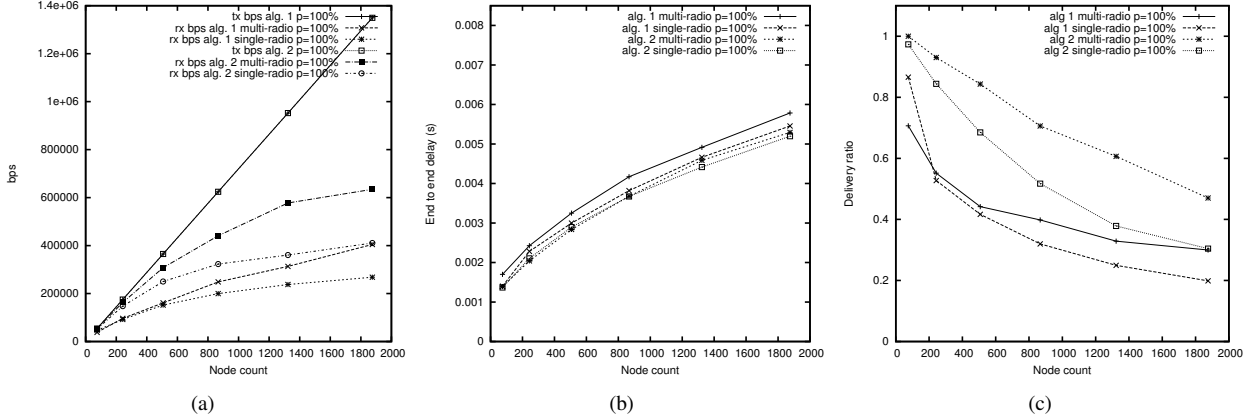 1.4e+06
1.2e+06
1e+06
800000
600000
400000
200000
0
bps
tx bps alg. 1 p=100%
rx bps alg. 1 multi-radio p=100%
rx bps alg. 1 single-radio p=100%
tx bps alg. 2 p=100%
rx bps alg. 2 multi-radio p=100%
rx bps alg. 2 single-radio p=100%
0 200 400 600 800 1000 1200 1400 1600 1800 2000
Node count
(a)
0.008
0.007
0.006
0.005
0.004
0.003
0.002
0.001
0
End to end delay (s)
alg. 1 multi-radio p=100%
alg. 1 single-radio p=100%
alg. 2 multi-radio p=100%
alg. 2 single-radio p=100%
0 200 400 600 800 1000 1200 1400 1600 1800 2000
Node count
(b)
1
0.8
0.6
0.4
0.2
0
Delivery ratio
alg 1 multi-radio p=100%
alg 1 single-radio p=100%
alg 2 multi-radio p=100%
alg 2 single-radio p=100%
0 200 400 600 800 1000 1200 1400 1600 1800 2000
Node count
(c)